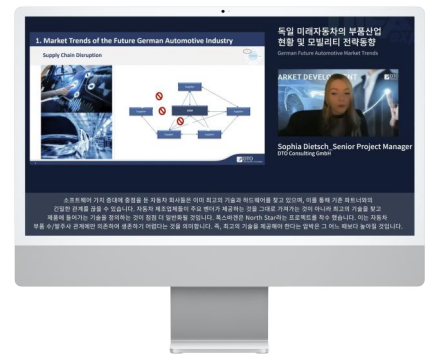 1. Market Trends of the Future German Automotive Industry
Supply Chain Disruption
OEM
독일 미래자동차의 부품산업
현황 및 모빌리티 전략동향
German Future Automotive Market Trends
ARKET DEVELOPMENT
DTO
Sophia Dietsch_Senior Project Manager
DTO Consulting GmbH
소프트웨어 가치 증대에 중점을 둔 자동차 회사들은 이미 최고의 기술과 하드웨어를 찾고 있으며, 이를 통해 기존 파트너와의
긴밀한 관계를 끊을 수 있습니다. 자동차 제조업체들이 주요 벤더가 제공하는 것을 그대로 가져가는 것이 아니라 최고의 기술을 찾고
제품에 들어가는 기술을 정의하는 것이 점점 더 일반화될 것입니다. 폭스바겐은 North Star라는 프로젝트를 착수 했습니다. 이는 자동차
부품 수/발주사 관계에만 의존하여 생존하기 어렵다는 것을 의미합니다. 즉, 최고의 기술을 제공해야 한다는 압박은 그 어느 때보다 높아질 것입니다.